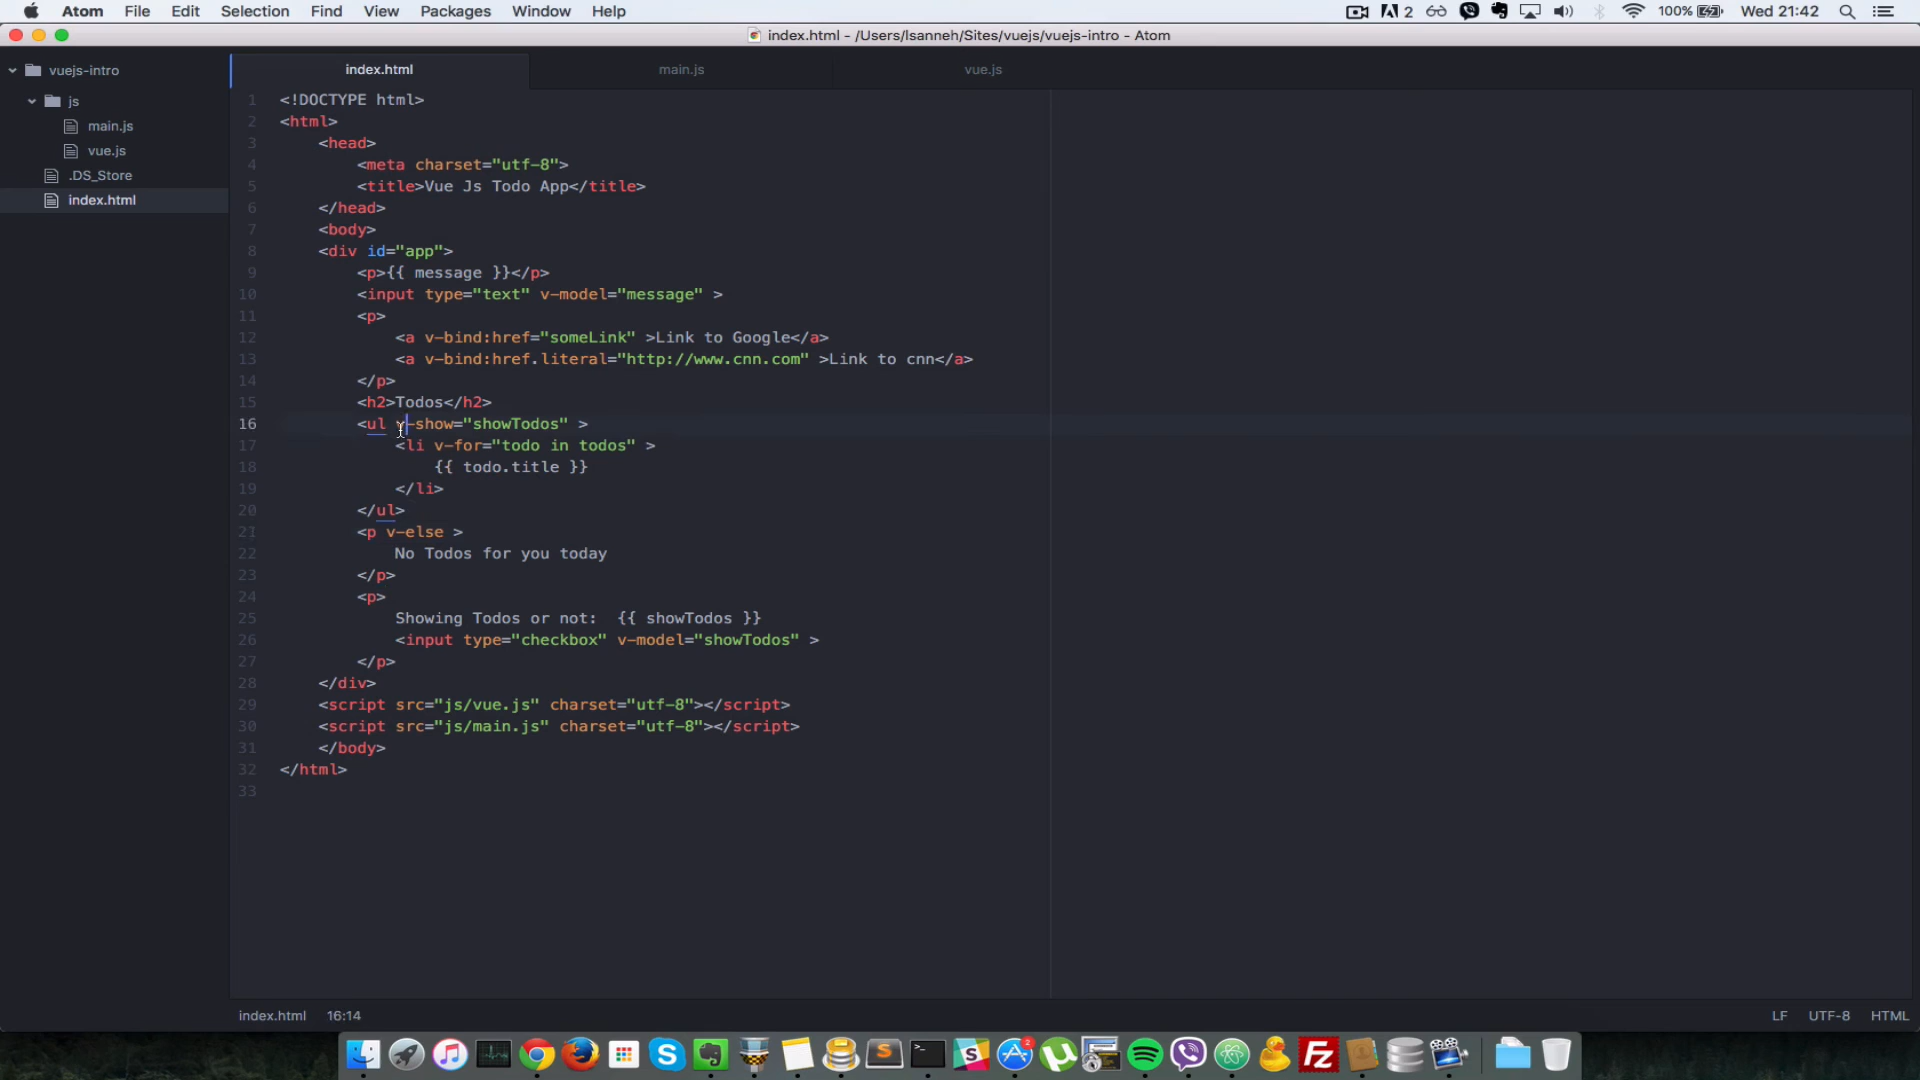 Atom File Edit Selection Find View Packages Window Help 2 100% Wed 21:42
index.html - /Users/lsanneh/Sites/vuejs/vuejs-intro - Atom
vuejs-intro
js
main.js
vue.js
.DS_Store
index.html
index.html main.js vue.js
1 <!DOCTYPE html>
2 <html>
3 <head>
4 <meta charset="utf-8">
5 <title>Vue Js Todo App</title>
6 </head>
7 <body>
8 <div id="app">
9 <p>{{ message }}</p>
10 <input type="text" v-model="message" >
11 <p>
12 <a v-bind:href="someLink" >Link to Google</a>
13 <a v-bind:href.literal="http://www.cnn.com" >Link to cnn</a>
14 </p>
15 <h2>Todos</h2>
16 <ul v-show="showTodos" >
17 <li v-for="todo in todos" >
18 {{ todo.title }}
19 </li>
20 </ul>
21 <p v-else >
22 No Todos for you today
23 </p>
24 <p>
25 Showing Todos or not: {{ showTodos }}
26 <input type="checkbox" v-model="showTodos" >
27 </p>
28 </div>
29 <script src="js/vue.js" charset="utf-8"></script>
30 <script src="js/main.js" charset="utf-8"></script>
31 </body>
32 </html>
33
index.html 16:14 LF UTF-8 HTML